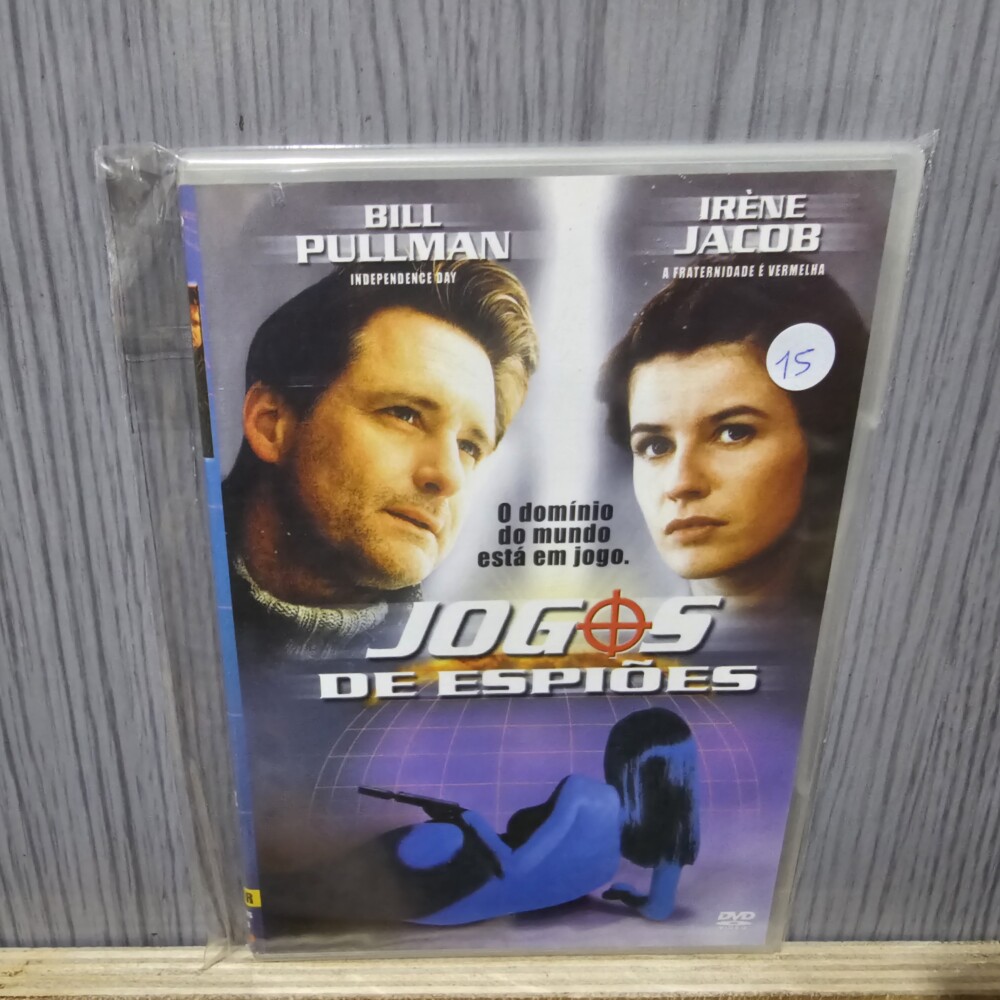 BILL
PULLMAN
INDEPENDENCE DAY
IRÈNE
JACOB
A FRATERNIDADE É VERMELHA
15
O domínio
do mundo
está em jogo.
JOGOS
DE ESPIÕES
R
DVD